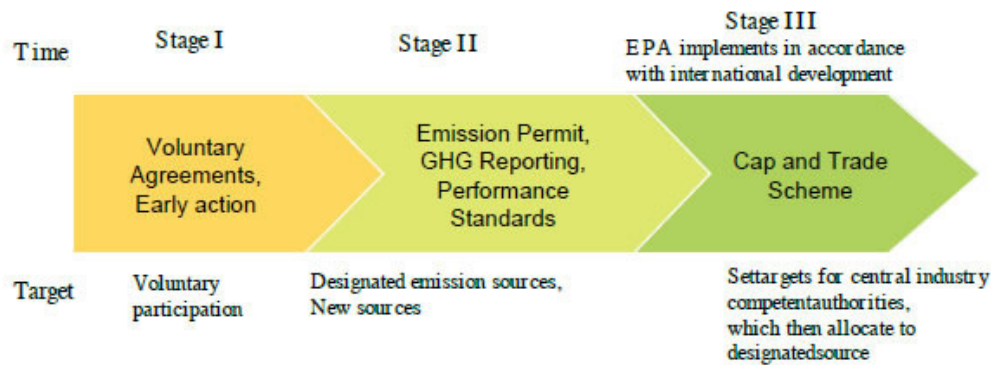 Time
Stage I
Stage II
Stage III
EPA implements in accordance
with international development
Voluntary
Agreements,
Early action
Emission Permit,
GHG Reporting,
Performance
Standards
Cap and Trade
Scheme
Target
Voluntary
participation
Designated emission sources,
New sources
Settargets for central industry
competentauthorities,
which then allocate to
designatedsource